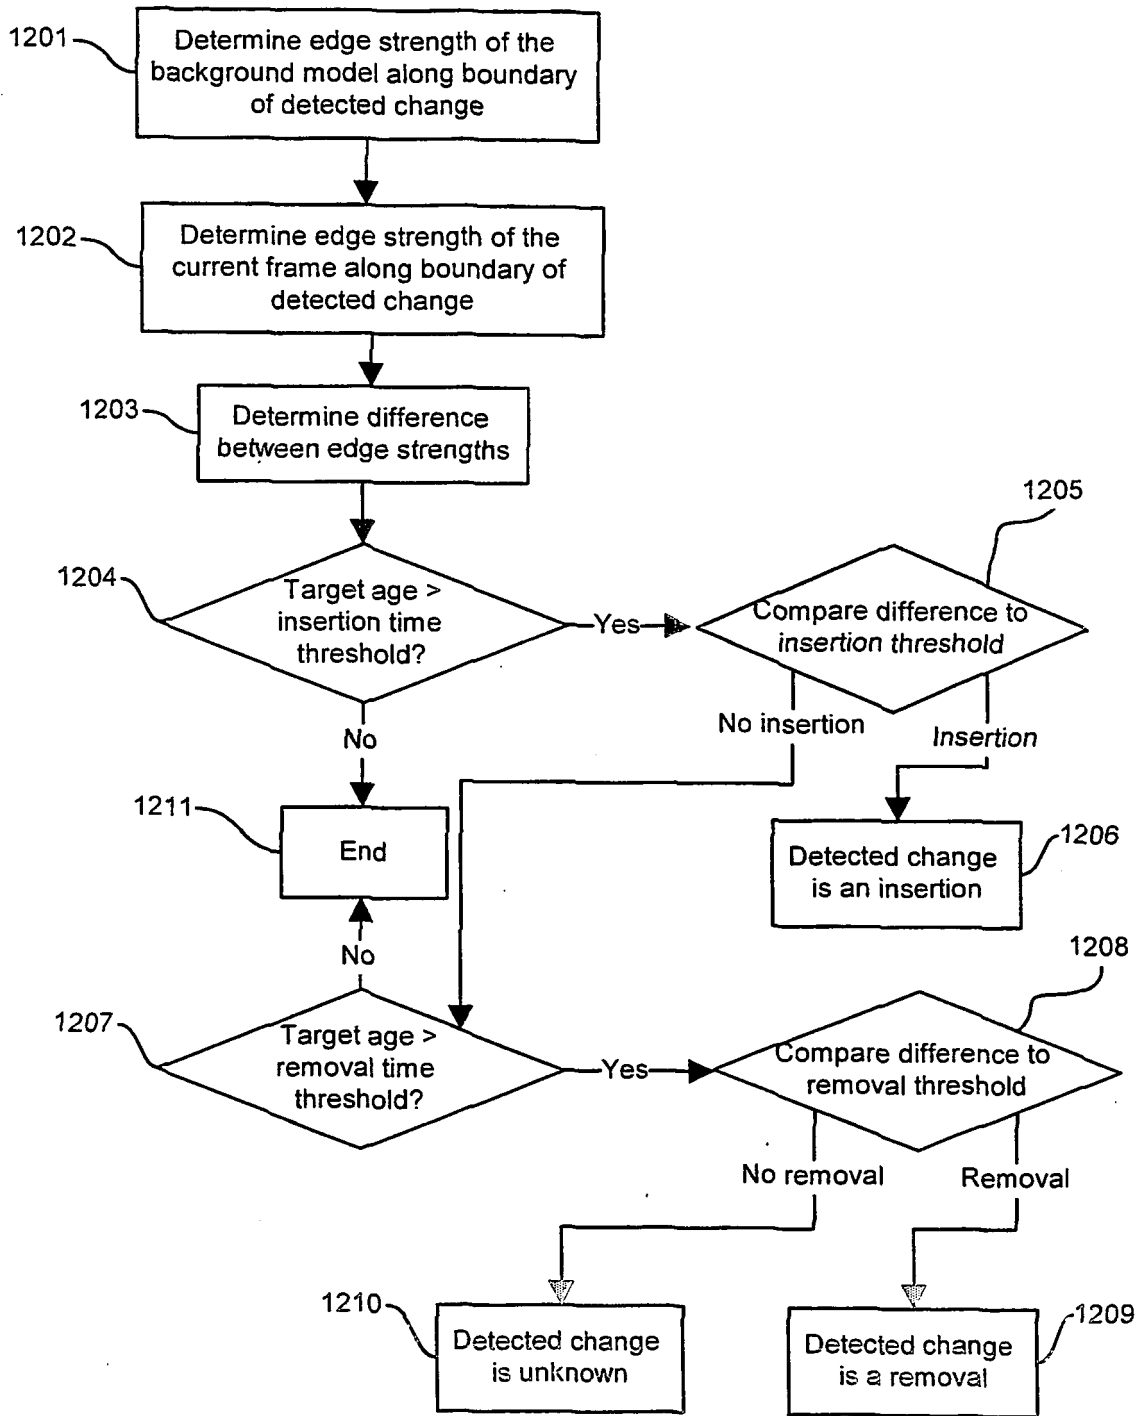 1201
Determine edge strength of the
background model along boundary
of detected change
1202
Determine edge strength of the
current frame along boundary of
detected change
1203
Determine difference
between edge strengths
1204
Target age >
insertion time
threshold?
Yes
1205
Compare difference to
insertion threshold
No
No insertion
Insertion
1211
End
1206
Detected change
is an insertion
No
1207
Target age >
removal time
threshold?
Yes
1208
Compare difference to
removal threshold
No removal
Removal
1210
Detected change
is unknown
1209
Detected change
is a removal